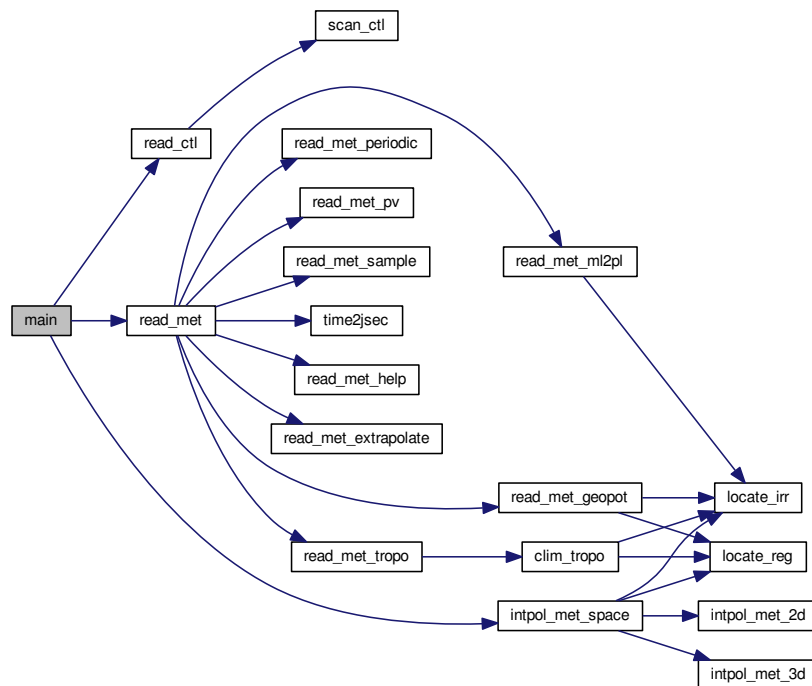 scan_ctl
read_ctl
read_met_periodic
read_met_pv
read_met_sample
read_met_ml2pl
main
read_met
time2jsec
read_met_help
read_met_extrapolate
read_met_geopot
locate_irr
read_met_tropo
clim_tropo
locate_reg
intpol_met_space
intpol_met_2d
intpol_met_3d